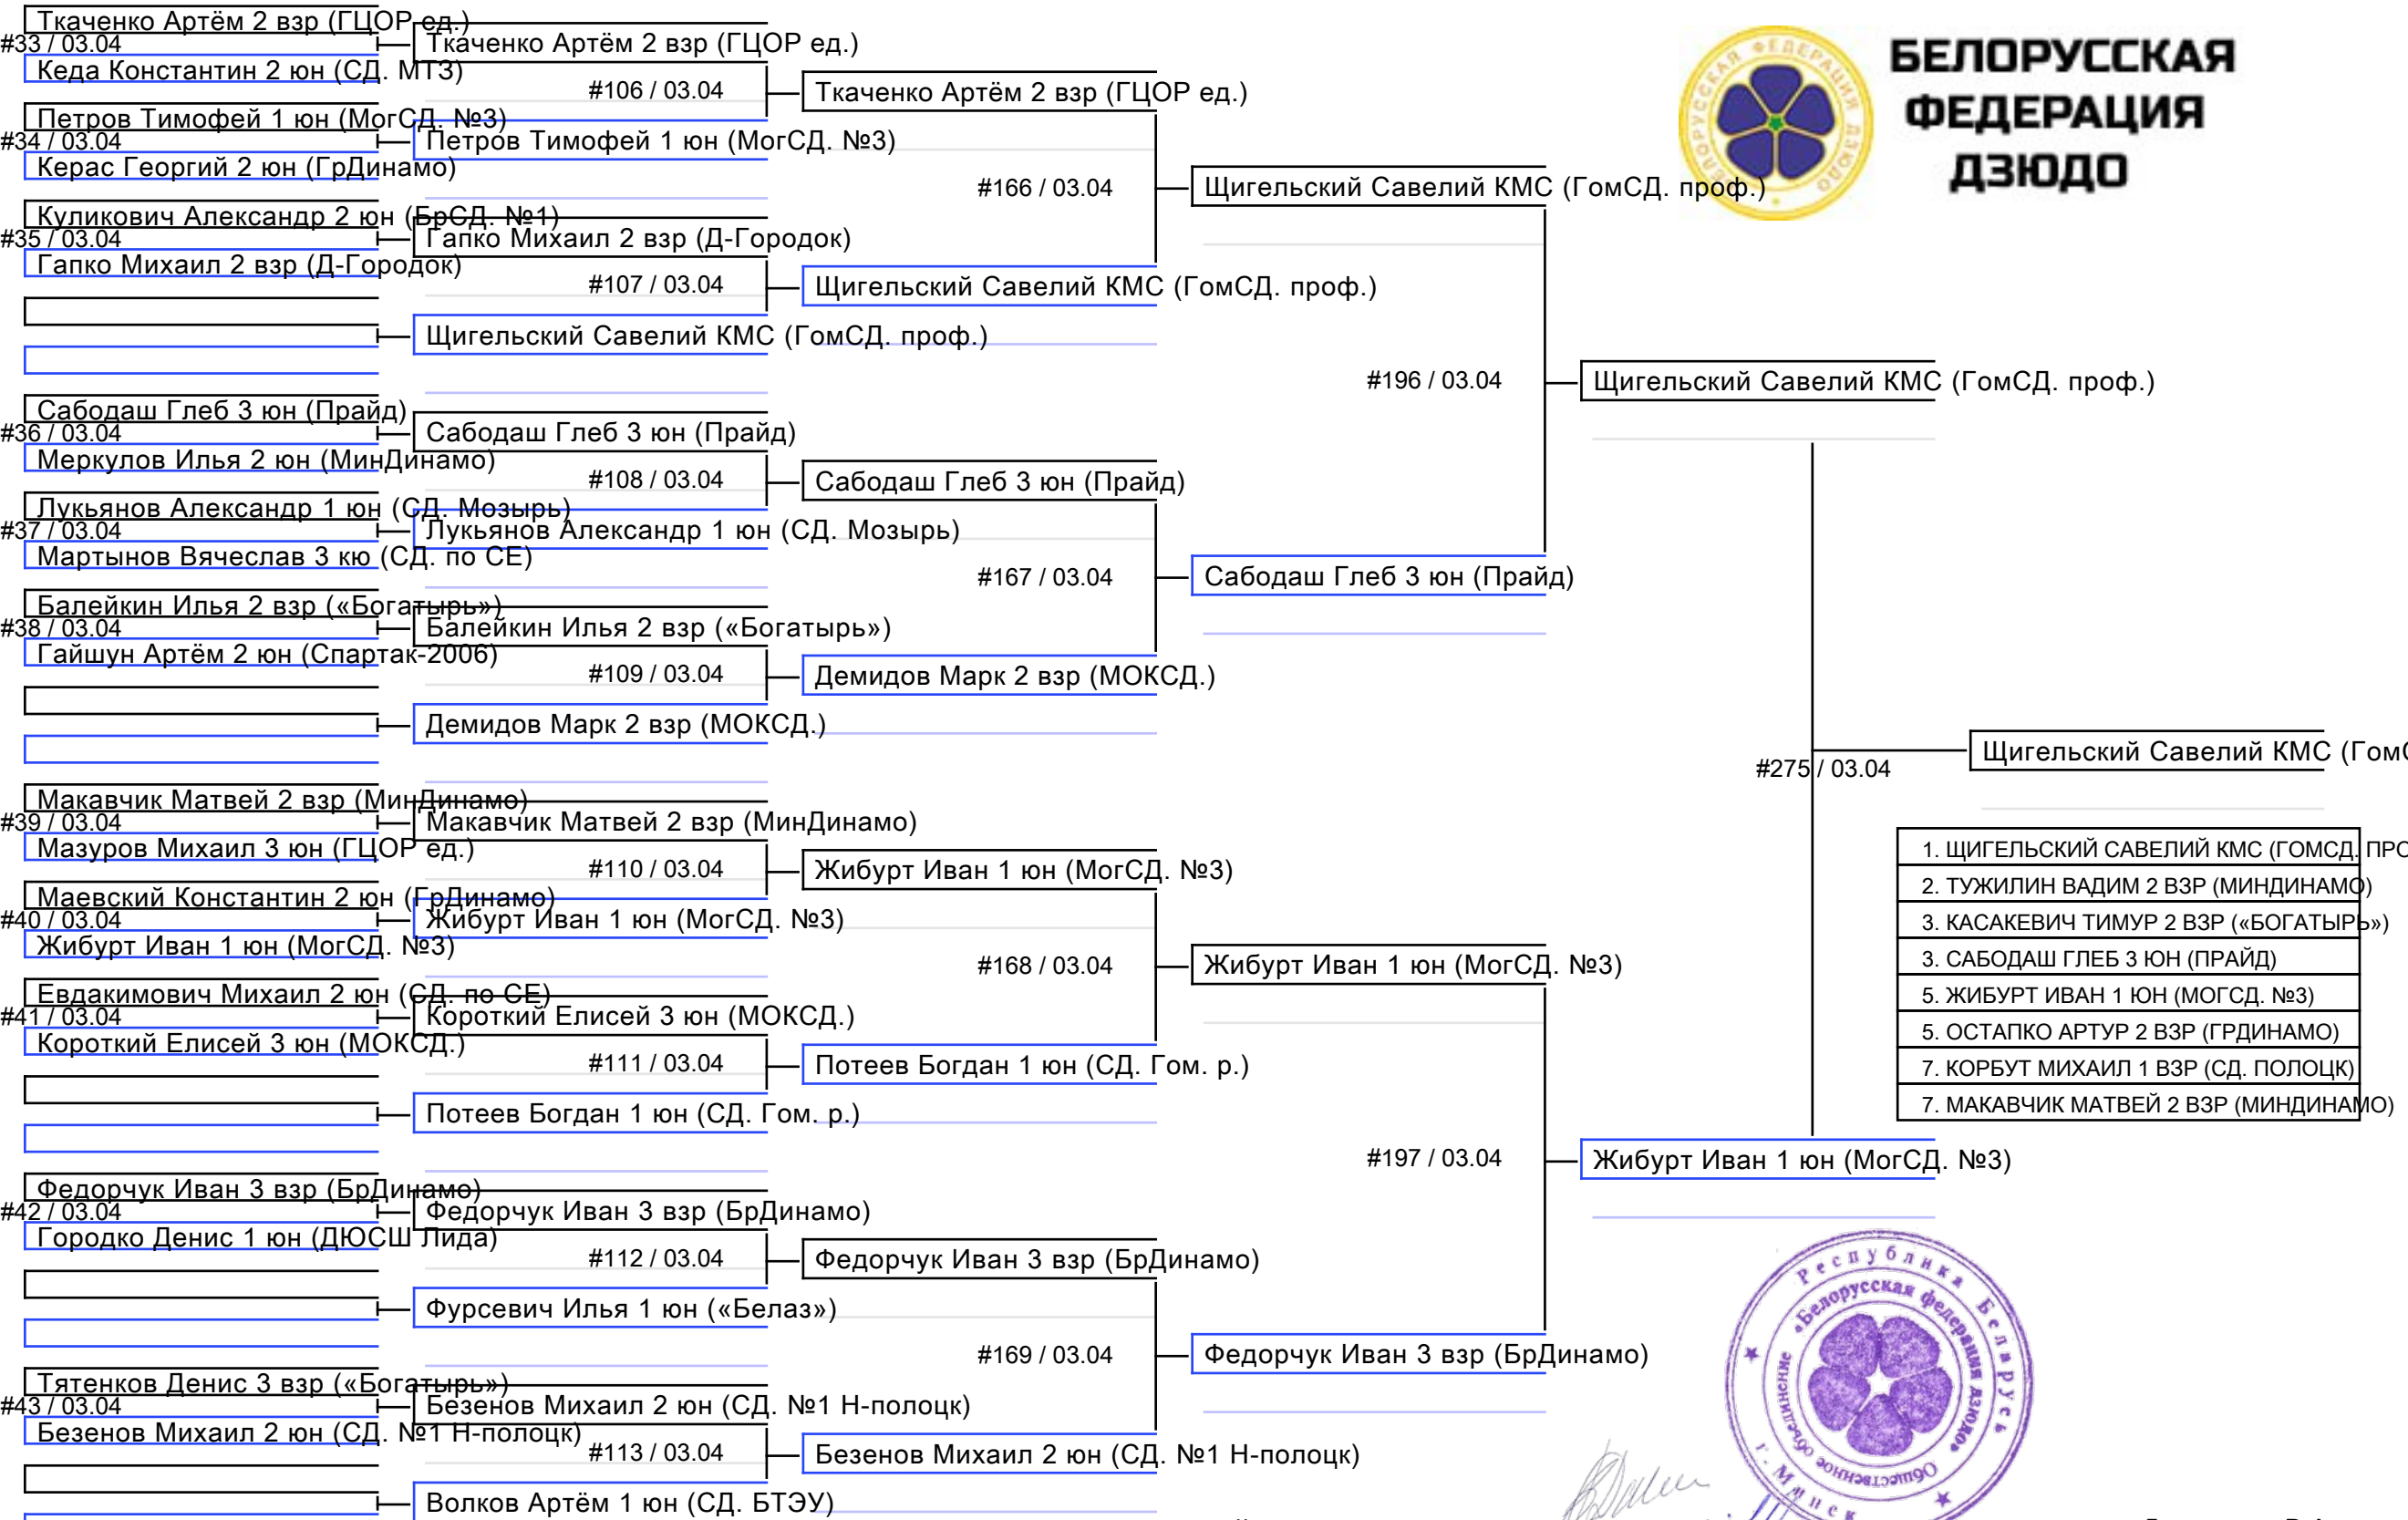 Ткаченко Артём 2 взр (ГЦОР ед.)
#33 / 03.04
Кеда Константин 2 юн (СД. МТЗ)
Петров Тимофей 1 юн (МогСД. №3)
#34 / 03.04
Керас Георгий 2 юн (ГрДинамо)
Куликович Александр 2 юн (БрСД. №1)
#35 / 03.04
Гапко Михаил 2 взр (Д-Городок)
Сабодаш Глеб 3 юн (Прайд)
#36 / 03.04
Меркулов Илья 2 юн (МинДинамо)
Лукьянов Александр 1 юн (СД. Мозырь)
#37 / 03.04
Мартынов Вячеслав 3 кю (СД. по СЕ)
Балейкин Илья 2 взр («Богатырь»)
#38 / 03.04
Гайшун Артём 2 юн (Спартак-2006)
Макавчик Матвей 2 взр (МинДинамо)
#39 / 03.04
Мазуров Михаил 3 юн (ГЦОР ед.)
Маевский Константин 2 юн (ГрДинамо)
#40 / 03.04
Жибурт Иван 1 юн (МогСД. №3)
Евдакимович Михаил 2 юн (СД. по СЕ)
#41 / 03.04
Короткий Елисей 3 юн (МОКСД.)
Федорчук Иван 3 взр (БрДинамо)
#42 / 03.04
Городко Денис 1 юн (ДЮСШ Лида)
Тятенков Денис 3 взр («Богатырь»)
#43 / 03.04
Безенов Михаил 2 юн (СД. №1 Н-полоцк)
Ткаченко Артём 2 взр (ГЦОР ед.)
#106 / 03.04
Петров Тимофей 1 юн (МогСД. №3)
Гапко Михаил 2 взр (Д-Городок)
#107 / 03.04
Щигельский Савелий КМС (ГомСД. проф.)
Сабодаш Глеб 3 юн (Прайд)
#108 / 03.04
Лукьянов Александр 1 юн (СД. Мозырь)
Балейкин Илья 2 взр («Богатырь»)
#109 / 03.04
Демидов Марк 2 взр (МОКСД.)
Макавчик Матвей 2 взр (МинДинамо)
#110 / 03.04
Жибурт Иван 1 юн (МогСД. №3)
Короткий Елисей 3 юн (МОКСД.)
#111 / 03.04
Потеев Богдан 1 юн (СД. Гом. р.)
Федорчук Иван 3 взр (БрДинамо)
#112 / 03.04
Фурсевич Илья 1 юн («Белаз»)
Безенов Михаил 2 юн (СД. №1 Н-полоцк)
#113 / 03.04
Волков Артём 1 юн (СД. БТЭУ)
Ткаченко Артём 2 взр (ГЦОР ед.)
#166 / 03.04
Щигельский Савелий КМС (ГомСД. проф.)
Сабодаш Глеб 3 юн (Прайд)
#167 / 03.04
Демидов Марк 2 взр (МОКСД.)
Жибурт Иван 1 юн (МогСД. №3)
#168 / 03.04
Потеев Богдан 1 юн (СД. Гом. р.)
Федорчук Иван 3 взр (БрДинамо)
#169 / 03.04
Безенов Михаил 2 юн (СД. №1 Н-полоцк)
Щигельский Савелий КМС (ГомСД. проф.)
#196 / 03.04
Сабодаш Глеб 3 юн (Прайд)
Жибурт Иван 1 юн (МогСД. №3)
#197 / 03.04
Федорчук Иван 3 взр (БрДинамо)
Щигельский Савелий КМС (ГомСД. проф.)
#275 / 03.04
Жибурт Иван 1 юн (МогСД. №3)
Щигельский Савелий КМС (Гом
БЕЛОРУССКАЯ ФЕДЕРАЦИЯ ДЗЮДО
БЕЛОРУССКАЯ
ФЕДЕРАЦИЯ
ДЗЮДО
1. ЩИГЕЛЬСКИЙ САВЕЛИЙ КМС (ГОМСД. ПРО
2. ТУЖИЛИН ВАДИМ 2 ВЗР (МИНДИНАМО)
3. КАСАКЕВИЧ ТИМУР 2 ВЗР («БОГАТЫРЬ»)
3. САБОДАШ ГЛЕБ 3 ЮН (ПРАЙД)
5. ЖИБУРТ ИВАН 1 ЮН (МОГСД. №3)
5. ОСТАПКО АРТУР 2 ВЗР (ГРДИНАМО)
7. КОРБУТ МИХАИЛ 1 ВЗР (СД. ПОЛОЦК)
7. МАКАВЧИК МАТВЕЙ 2 ВЗР (МИНДИНАМО)
Республика Беларусь
г. Минск
Общественное объединение
«Белорусская федерация дзюдо»